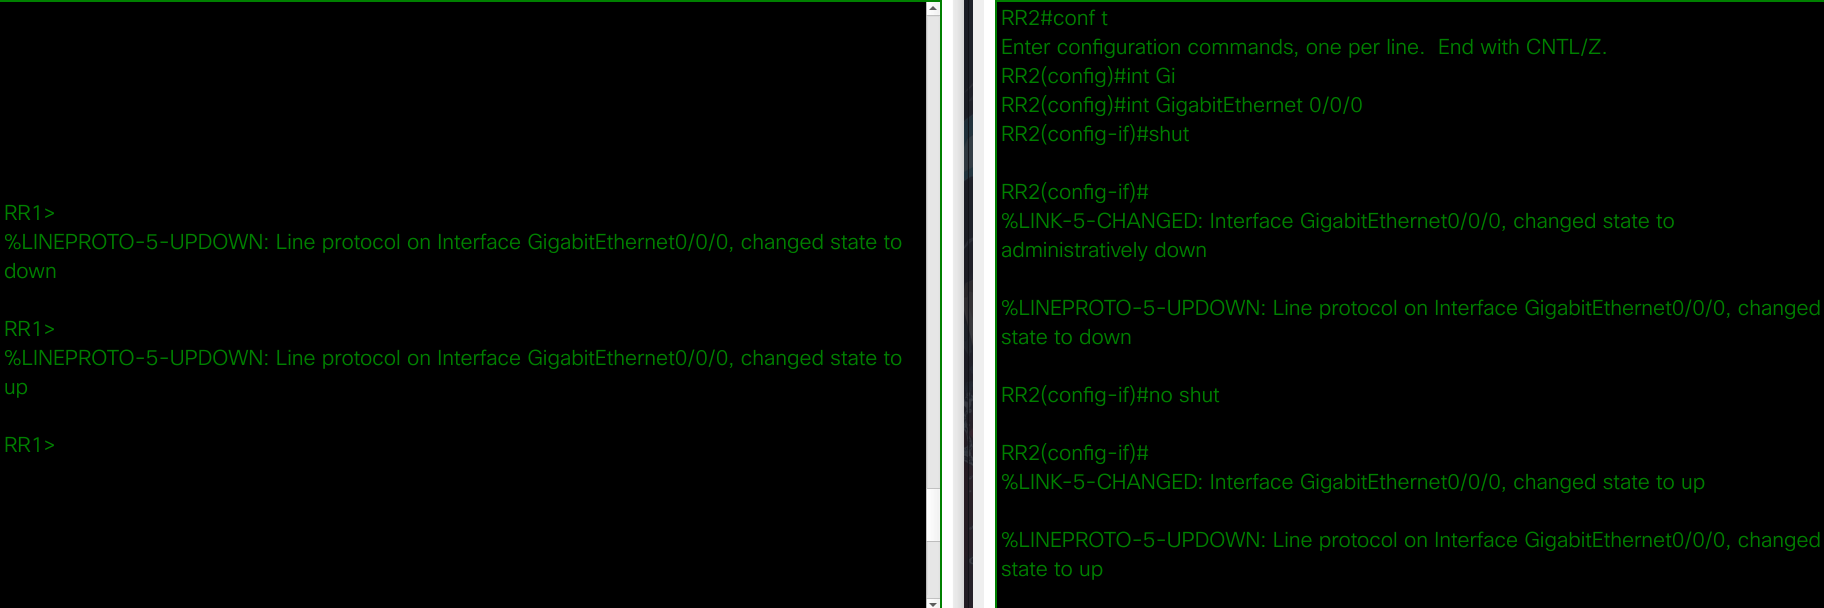 RR1>
%LINEPROTO-5-UPDOWN: Line protocol on Interface GigabitEthernet0/0/0, changed state to
down
RR1>
%LINEPROTO-5-UPDOWN: Line protocol on Interface GigabitEthernet0/0/0, changed state to
up
RR1>
RR2#conf t
Enter configuration commands, one per line.  End with CNTL/Z.
RR2(config)#int Gi
RR2(config)#int GigabitEthernet 0/0/0
RR2(config-if)#shut
RR2(config-if)#
%LINK-5-CHANGED: Interface GigabitEthernet0/0/0, changed state to
administratively down
%LINEPROTO-5-UPDOWN: Line protocol on Interface GigabitEthernet0/0/0, changed
state to down
RR2(config-if)#no shut
RR2(config-if)#
%LINK-5-CHANGED: Interface GigabitEthernet0/0/0, changed state to up
%LINEPROTO-5-UPDOWN: Line protocol on Interface GigabitEthernet0/0/0, changed
state to up